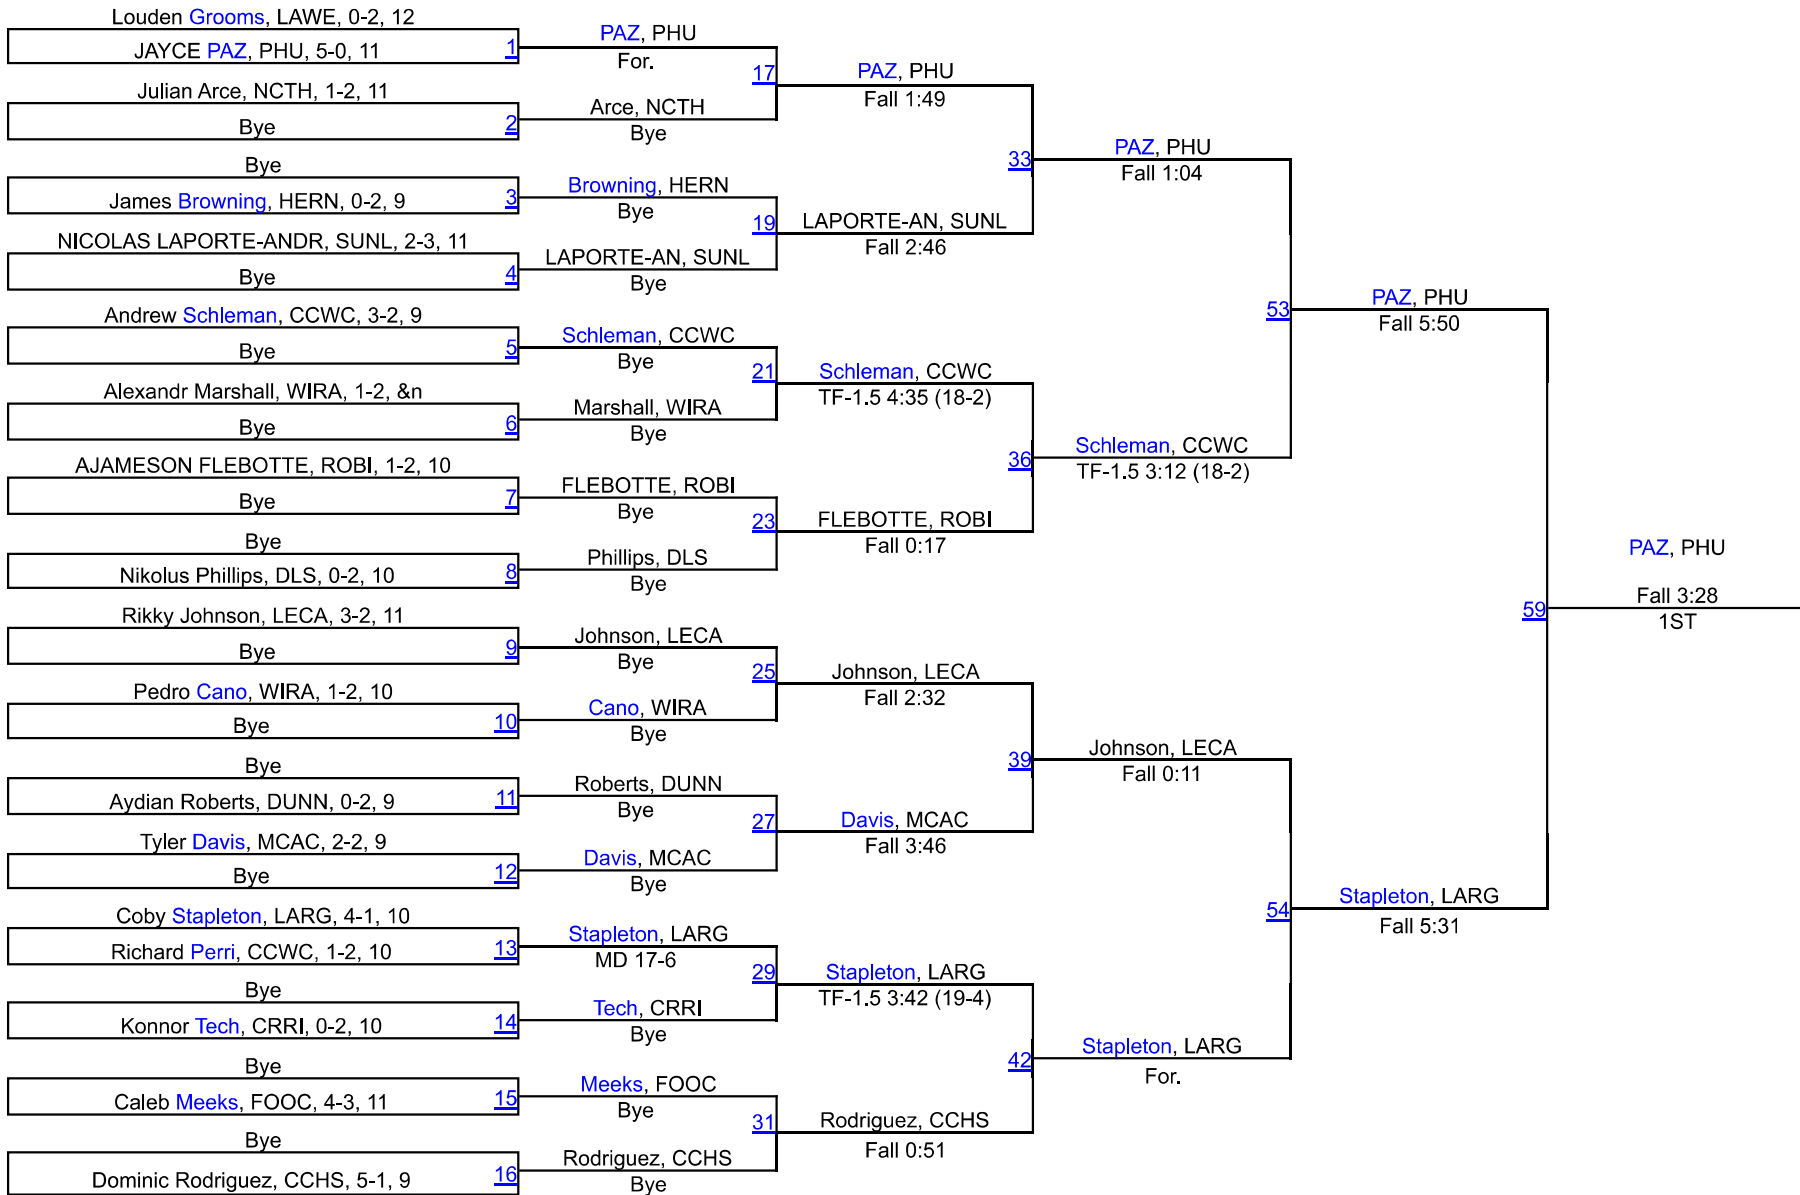 Louden Grooms, LAWE, 0-2, 12
JAYCE PAZ, PHU, 5-0, 11
1
Julian Arce, NCTH, 1-2, 11
Bye
2
Bye
James Browning, HERN, 0-2, 9
3
NICOLAS LAPORTE-ANDR, SUNL, 2-3, 11
Bye
4
Andrew Schleman, CCWC, 3-2, 9
Bye
5
Alexandr Marshall, WIRA, 1-2, &n
Bye
6
AJAMESON FLEBOTTE, ROBI, 1-2, 10
Bye
7
Bye
Nikolus Phillips, DLS, 0-2, 10
8
Rikky Johnson, LECA, 3-2, 11
Bye
9
Pedro Cano, WIRA, 1-2, 10
Bye
10
Bye
Aydian Roberts, DUNN, 0-2, 9
11
Tyler Davis, MCAC, 2-2, 9
Bye
12
Coby Stapleton, LARG, 4-1, 10
Richard Perri, CCWC, 1-2, 10
13
Bye
Konnor Tech, CRRI, 0-2, 10
14
Bye
Caleb Meeks, FOOC, 4-3, 11
15
Bye
Dominic Rodriguez, CCHS, 5-1, 9
16
PAZ, PHU
For.
17
Arce, NCTH
Bye
Browning, HERN
Bye
19
LAPORTE-AN, SUNL
Bye
Schleman, CCWC
Bye
21
Marshall, WIRA
Bye
FLEBOTTE, ROBI
Bye
23
Phillips, DLS
Bye
Johnson, LECA
Bye
25
Cano, WIRA
Bye
Roberts, DUNN
Bye
27
Davis, MCAC
Bye
Stapleton, LARG
MD 17-6
29
Tech, CRRI
Bye
Meeks, FOOC
Bye
31
Rodriguez, CCHS
Bye
PAZ, PHU
Fall 1:49
33
LAPORTE-AN, SUNL
Fall 2:46
Schleman, CCWC
TF-1.5 4:35 (18-2)
36
FLEBOTTE, ROBI
Fall 0:17
Johnson, LECA
Fall 2:32
39
Davis, MCAC
Fall 3:46
Stapleton, LARG
TF-1.5 3:42 (19-4)
42
Rodriguez, CCHS
Fall 0:51
PAZ, PHU
Fall 1:04
53
Schleman, CCWC
TF-1.5 3:12 (18-2)
Johnson, LECA
Fall 0:11
54
Stapleton, LARG
For.
PAZ, PHU
Fall 5:50
59
Stapleton, LARG
Fall 5:31
PAZ, PHU
Fall 3:28
1ST